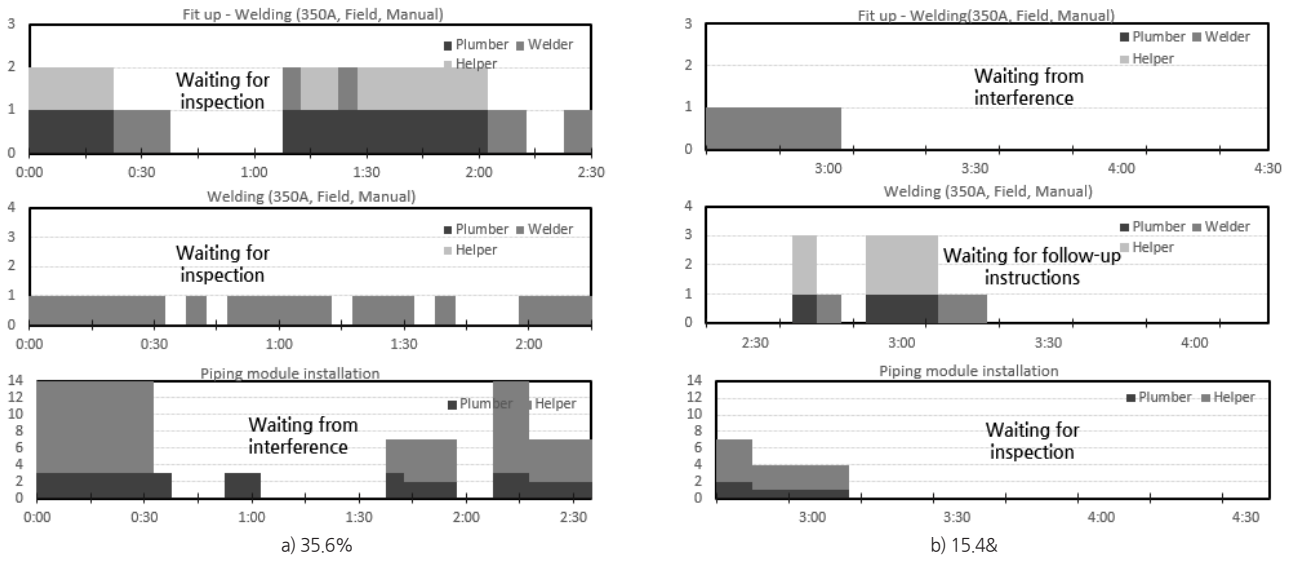 Fit up - Welding (350A, Field, Manual)
3
2
1
0
Plumber Welder
Helper
Waiting for
inspection
0:00 0:30 1:00 1:30 2:00 2:30
Welding (350A, Field, Manual)
4
3
2
1
0
Plumber Welder
Helper
Waiting for
inspection
0:00 0:30 1:00 1:30 2:00
Piping module installation
14
12
10
8
6
4
2
0
Plumber Helper
Waiting from
interference
0:00 0:30 1:00 1:30 2:00 2:30
a) 35.6%
Fit up - Welding(350A, Field, Manual)
3
2
1
0
Plumber Welder
Helper
Waiting from
interference
3:00 3:30 4:00 4:30
Welding (350A, Field, Manual)
4
3
2
1
0
Plumber Welder
Helper
Waiting for follow-up
instructions
2:30 3:00 3:30 4:00
Piping module installation
14
12
10
8
6
4
2
0
Plumber Helper
Waiting for
inspection
3:00 3:30 4:00 4:30
b) 15.4&